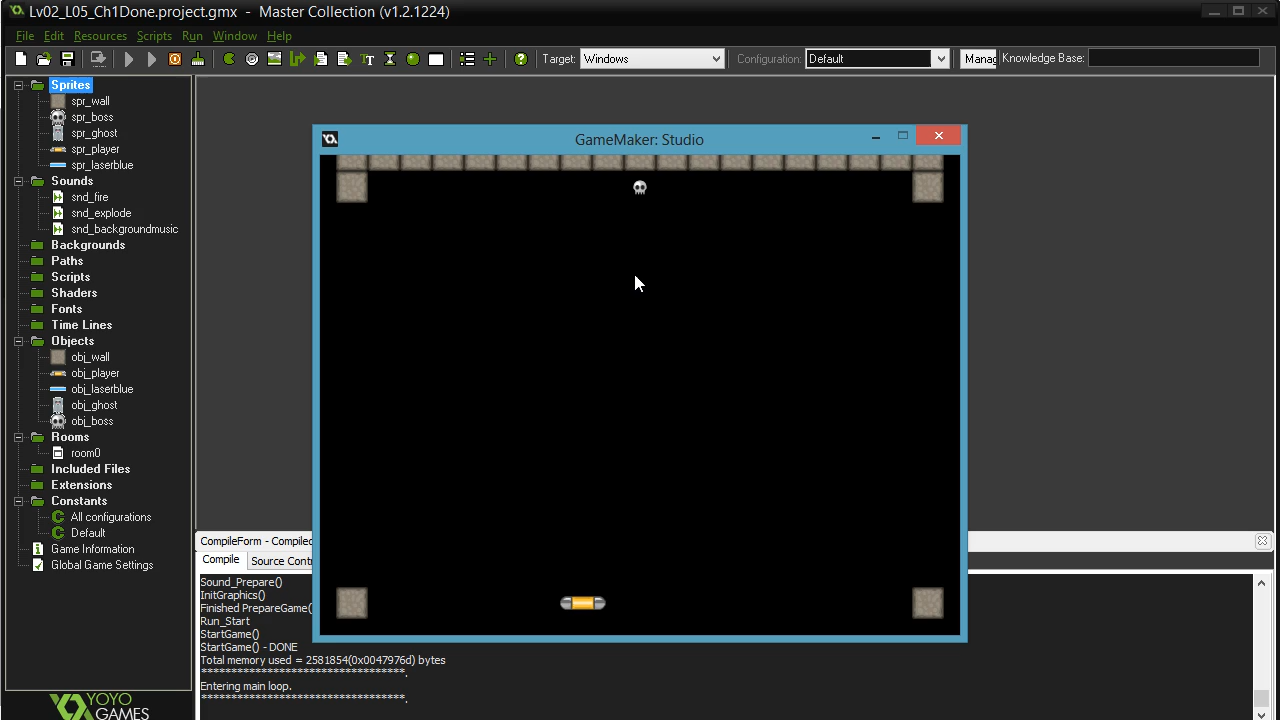 Lv02_L05_Ch1Done.project.gmx - Master Collection (v1.2.1224)
File Edit Resources Scripts Run Window Help
Target: Windows Configuration: Default Manag Knowledge Base:
Sprites
spr_wall
spr_boss
spr_ghost
spr_player
spr_laserblue
Sounds
snd_fire
snd_explode
snd_backgroundmusic
Backgrounds
Paths
Scripts
Shaders
Fonts
Time Lines
Objects
obj_wall
obj_player
obj_laserblue
obj_ghost
obj_boss
Rooms
room0
Included Files
Extensions
Constants
All configurations
Default
Game Information
Global Game Settings
YOYO
GAMES
GameMaker: Studio
CompileForm - Compiled
Compile Source Cont
Sound_Prepare()
InitGraphics()
Finished PrepareGame(
Run_Start
StartGame()
StartGame() - DONE
Total memory used = 2581854(0x0047976d) bytes
***********************************.
Entering main loop.
***********************************.